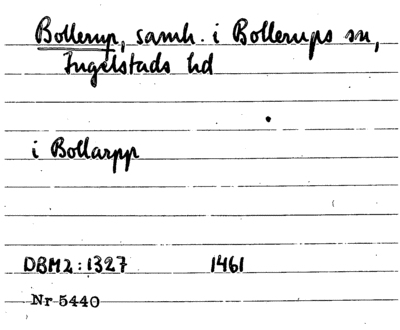 Bollerup, samh. i Bollerups sn,
Ingelstads hd
i Bollarpp
DBM2:1327 1461
Nr 5440